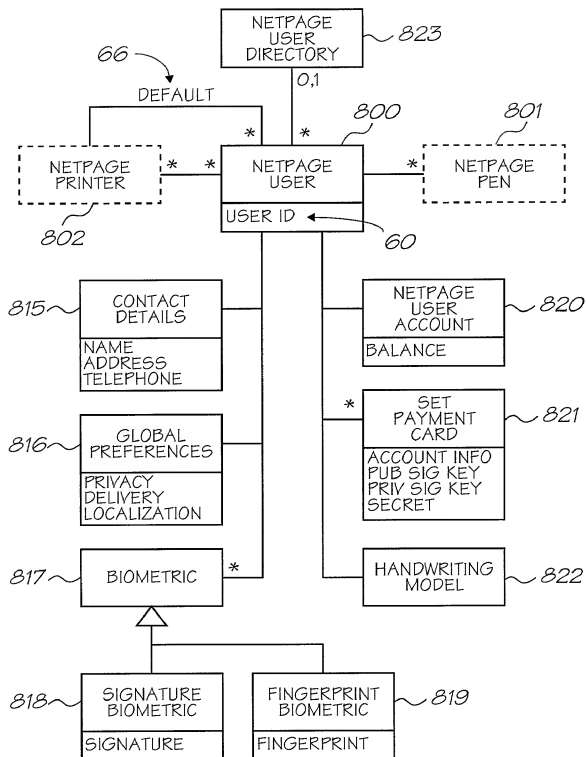 NETPAGE
USER
DIRECTORY
823
66
0,1
DEFAULT
*
*
800
801
NETPAGE
PRINTER
*
*
NETPAGE
USER
*
NETPAGE
PEN
802
USER ID
60
815
CONTACT
DETAILS
NAME
ADDRESS
TELEPHONE
NETPAGE
USER
ACCOUNT
820
BALANCE
816
GLOBAL
PREFERENCES
PRIVACY
DELIVERY
LOCALIZATION
*
SET
PAYMENT
CARD
821
ACCOUNT INFO
PUB SIG KEY
PRIV SIG KEY
SECRET
817
BIOMETRIC
*
HANDWRITING
MODEL
822
818
SIGNATURE
BIOMETRIC
SIGNATURE
FINGERPRINT
BIOMETRIC
819
FINGERPRINT